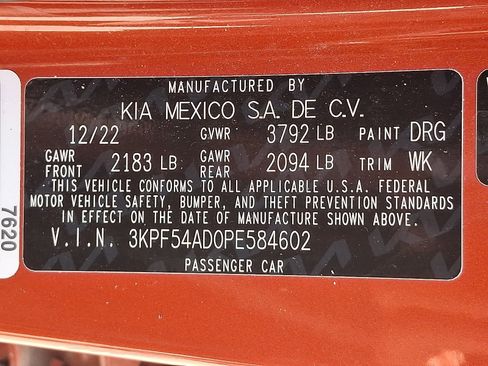 MANUFACTURED BY
KIA MEXICO S.A. DE C.V.
12/22 GVWR 3792 LB PAINT DRG
GAWR FRONT 2183 LB GAWR REAR 2094 LB TRIM WK
THIS VEHICLE CONFORMS TO ALL APPLICABLE U.S.A. FEDERAL
MOTOR VEHICLE SAFETY, BUMPER, AND THEFT PREVENTION STANDARDS
IN EFFECT ON THE DATE OF MANUFACTURE SHOWN ABOVE.
V.I.N. 3KPF54AD0PE584602
PASSENGER CAR
7620